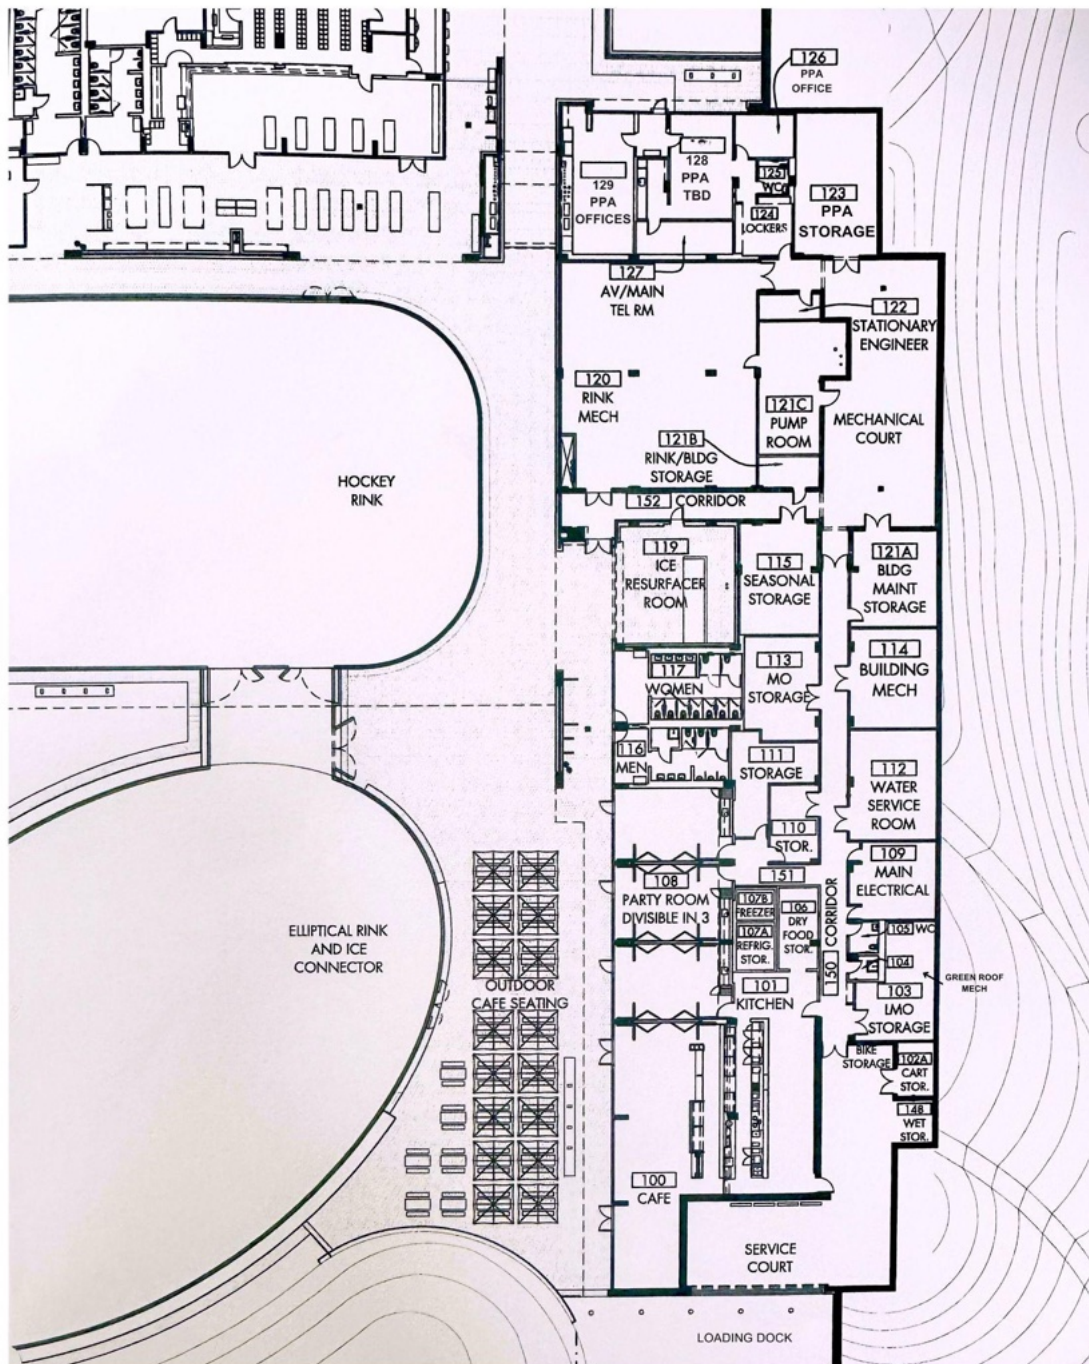 126
PPA
OFFICE
128
PPA
TBD
129
PPA
OFFICES
125
WC
123
PPA
STORAGE
124
LOCKERS
127
AV/MAIN
TEL RM
122
STATIONARY
ENGINEER
120
RINK
MECH
121C
PUMP
ROOM
MECHANICAL
COURT
121B
RINK/BLDG
STORAGE
HOCKEY
RINK
152 CORRIDOR
119
ICE
RESURFACER
ROOM
115
SEASONAL
STORAGE
121A
BLDG
MAINT
STORAGE
114
BUILDING
MECH
113
MO
STORAGE
117
WOMEN
116
MEN
111
STORAGE
112
WATER
SERVICE
ROOM
110
STOR.
109
MAIN
ELECTRICAL
151
108
PARTY ROOM
DIVISIBLE IN 3
107B
FREEZER
107A
REFRIG.
STOR.
106
DRY
FOOD
STOR.
150 CORRIDOR
105 WC
104
GREEN ROOF
MECH
ELLIPTICAL RINK
AND ICE
CONNECTOR
OUTDOOR
CAFE SEATING
101
KITCHEN
103
LMO
STORAGE
BIKE
STORAGE
102A
CART
STOR.
148
WET
STOR.
100
CAFE
SERVICE
COURT
LOADING DOCK